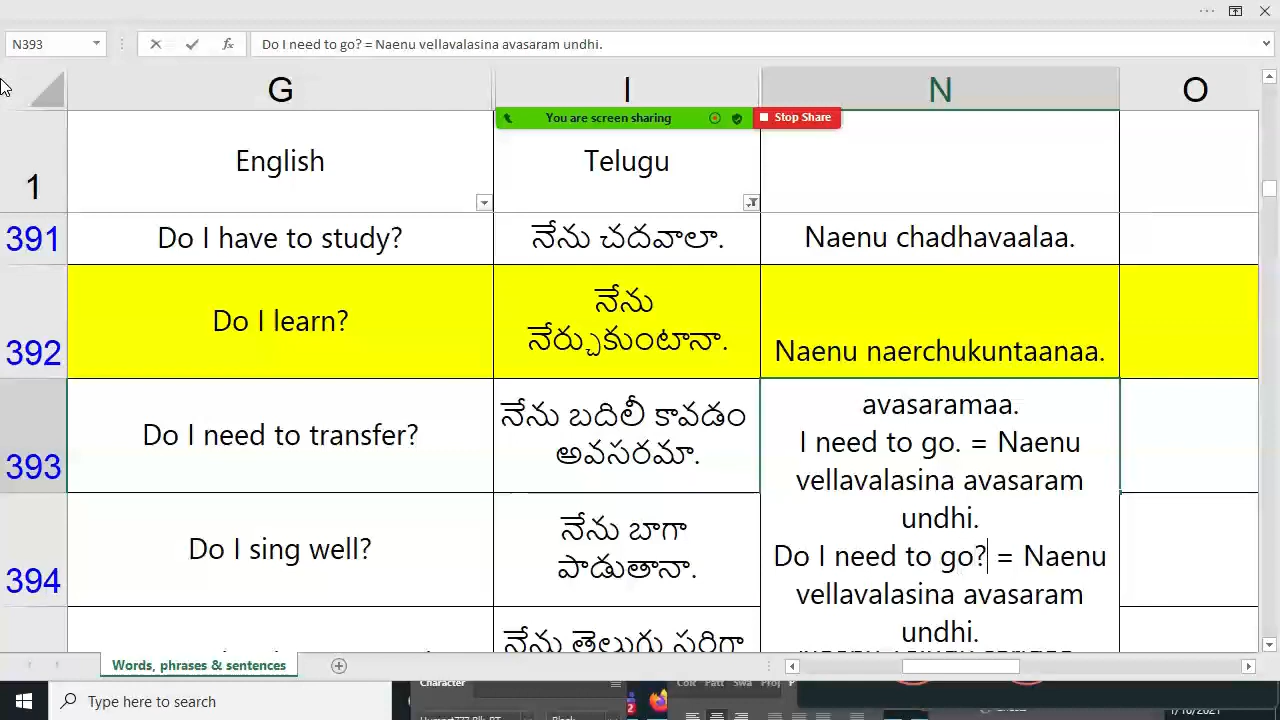 N393
Do I need to go? = Naenu vellavalasina avasaram undhi.
G I N O
You are screen sharing Stop Share
1 English Telugu
391 Do I have to study? నేను చదవాలా. Naenu chadhavaalaa.
392 Do I learn? నేను
నేర్చుకుంటానా. Naenu naerchukuntaanaa.
393 Do I need to transfer? నేను బదిలీ కావడం
అవసరమా.
avasaramaa.
I need to go. = Naenu
vellavalasina avasaram
undhi.
Do I need to go? = Naenu
vellavalasina avasaram
undhi.
394 Do I sing well? నేను బాగా
పాడుతానా.
నేను తెలుగు సరిగా
Words, phrases & sentences
Type here to search
Character